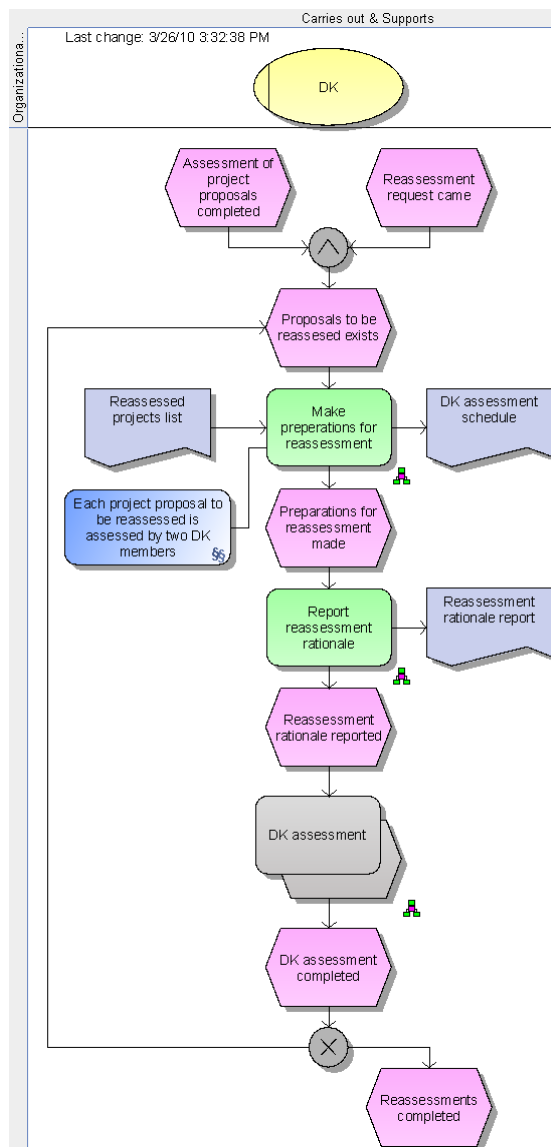 Carries out & Supports
Organizationa...
Last change: 3/26/10 3:32:38 PM
DK
Assessment of
project
proposals
completed
Reassessment
request came
Proposals to be
reassesed exists
Reassessed
projects list
Make
preperations for
reassessment
DK assessment
schedule
Each project proposal to
be reassessed is
assessed by two DK
members
§§
Preparations for
reassessment
made
Report
reassessment
rationale
Reassessment
rationale report
Reassessment
rationale reported
DK assessment
DK assessment
completed
Reassessments
completed